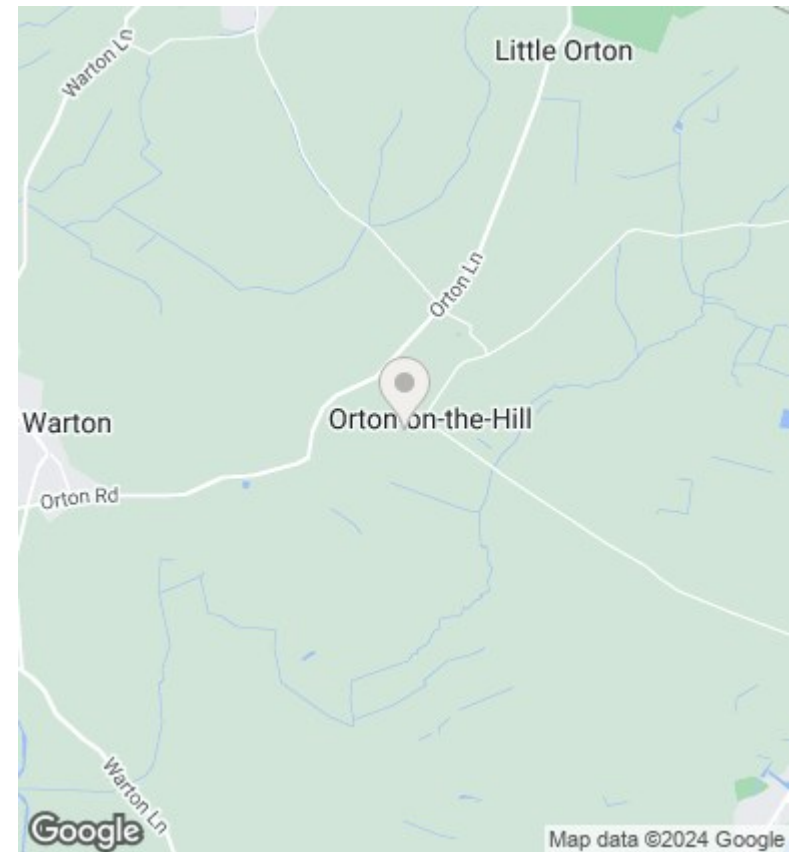 Warton Ln
Little Orton
Orton Ln
Orton-on-the-Hill
Warton
Orton Rd
Warton Ln
Google
Map data ©2024 Google